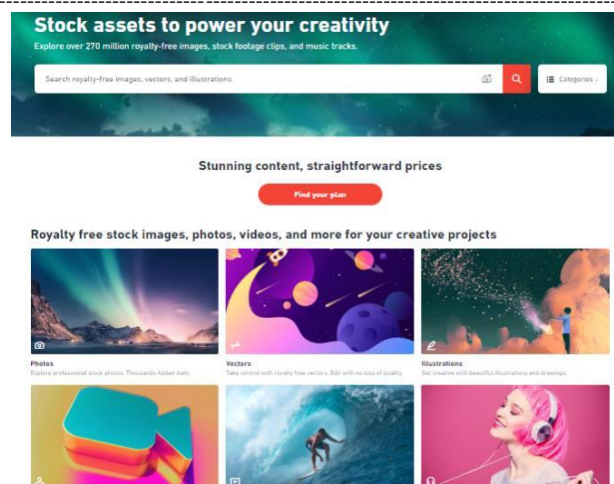 Stock assets to power your creativity
Explore over 270 million royalty-free images, stock footage clips, and music tracks.
Search royalty-free images, vectors, and illustrations
Categories
Stunning content, straightforward prices
Find your plan
Royalty free stock images, photos, videos, and more for your creative projects
Photos
Vectors
Illustrations
Explore professional stock photos. Thousands Added daily.
Take control with royalty free vectors. Edit with no loss of quality.
Get creative with beautiful illustrations and drawings.